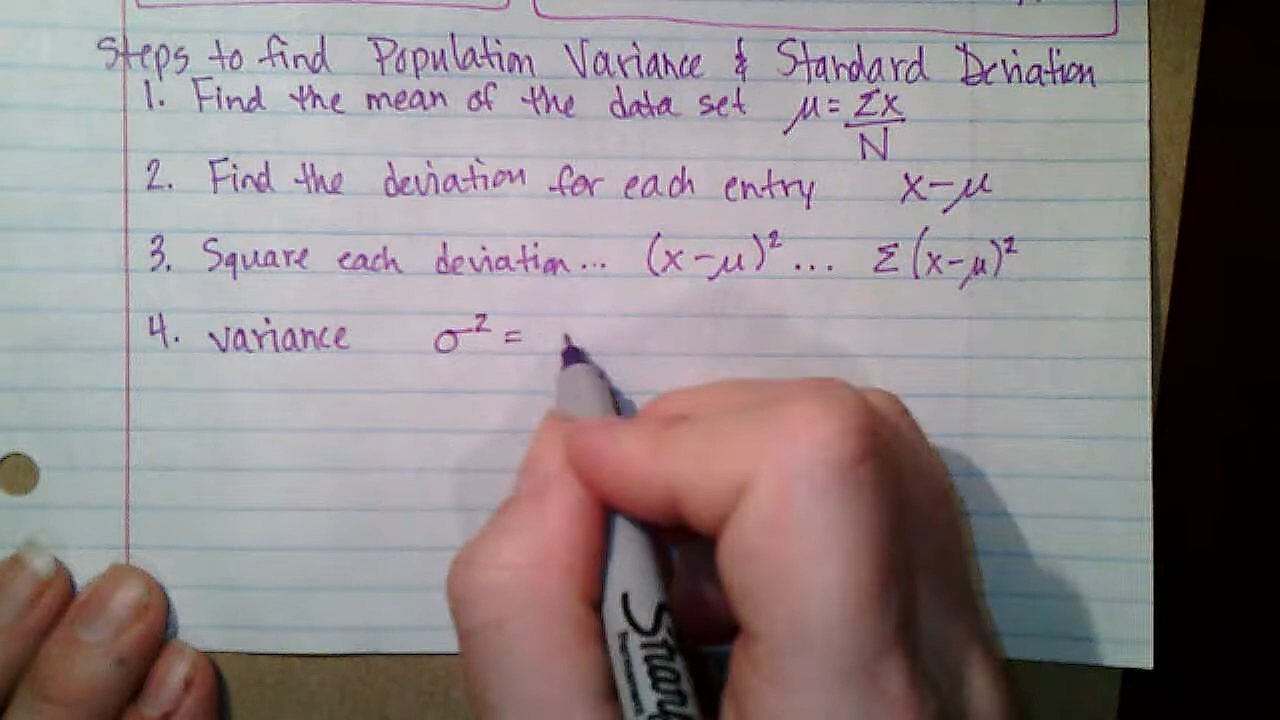 Steps to find Population Variance & Standard Deviation
1. Find the mean of the data set μ = Σx/N
2. Find the deviation for each entry x-μ
3. Square each deviation... (x-μ)² ... Σ(x-μ)²
4. variance σ² =